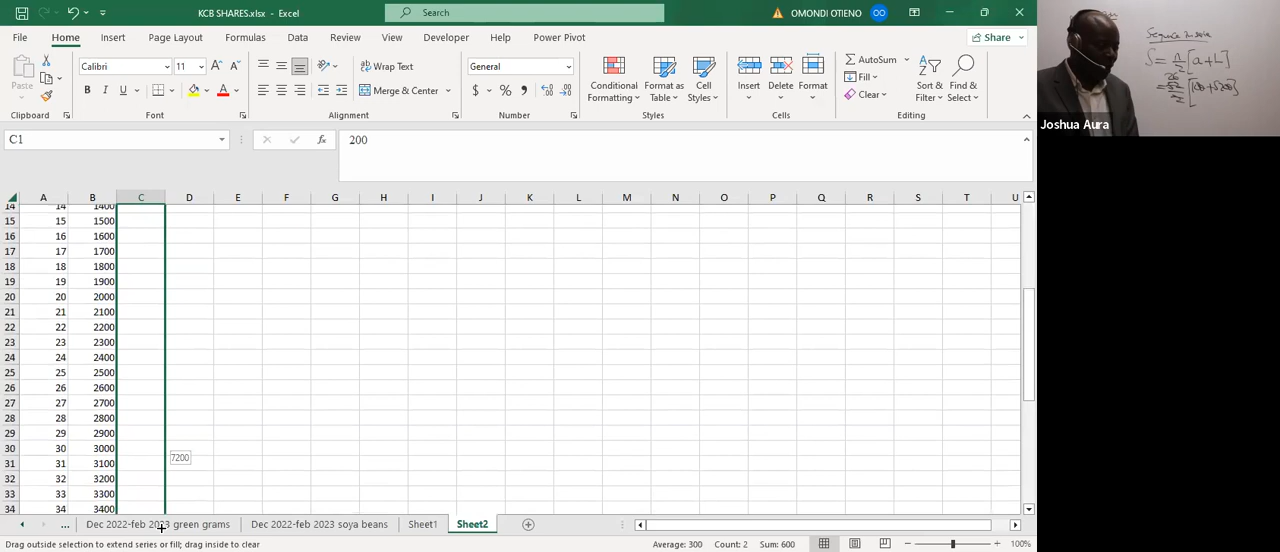 KCB SHARES.xlsx - Excel
Search
OMONDI OTIENO OO
File Home Insert Page Layout Formulas Data Review View Developer Help Power Pivot Share
Paste
Calibri 11 A A
B I U A
Wrap Text
Merge & Center
General
$ % ,
Conditional Formatting
Format as Table
Cell Styles
Insert
Delete
Format
AutoSum
Fill
Clear
Sort & Filter
Find & Select
Clipboard Font Alignment Number Styles Cells Editing
C1 fx 200
A B C D E F G H I J K L M N O P Q R S T U
14 14 1400
15 15 1500
16 16 1600
17 17 1700
18 18 1800
19 19 1900
20 20 2000
21 21 2100
22 22 2200
23 23 2300
24 24 2400
25 25 2500
26 26 2600
27 27 2700
28 28 2800
29 29 2900
30 30 3000
7200
31 31 3100
32 32 3200
33 33 3300
34 34 3400
... Dec 2022-feb 2023 green grams Dec 2022-feb 2023 soya beans Sheet1 Sheet2
Drag outside selection to extend series or fill; drag inside to clear
Average: 300 Count: 2 Sum: 600 100%
S = n/2 [a + L]
Joshua Aura